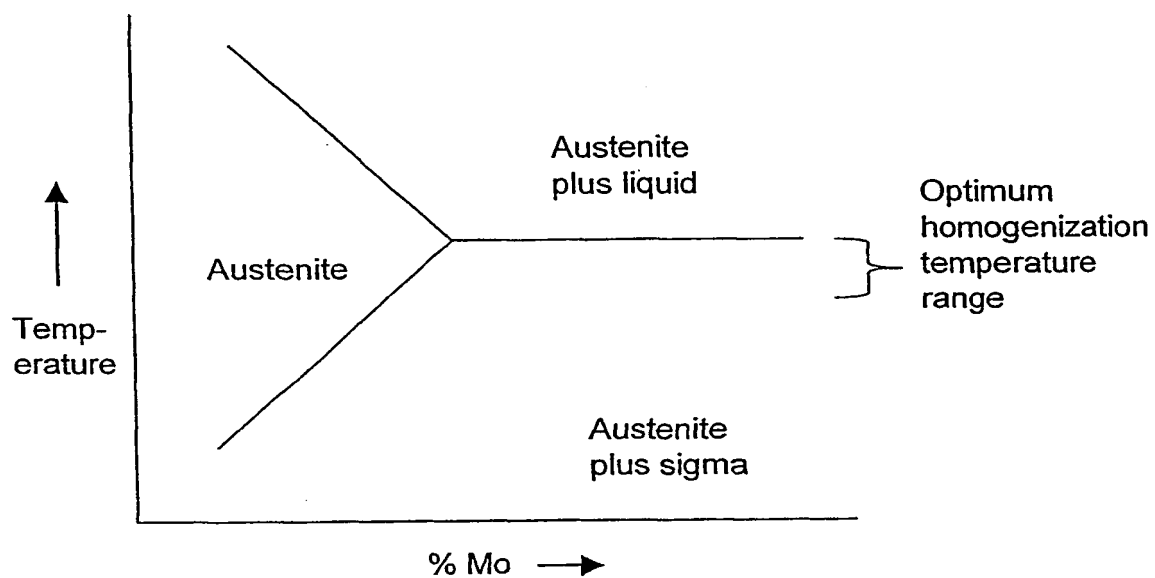 Austenite
plus liquid
Optimum
homogenization
temperature
range
Austenite
Temp-
erature
Austenite
plus sigma
% Mo